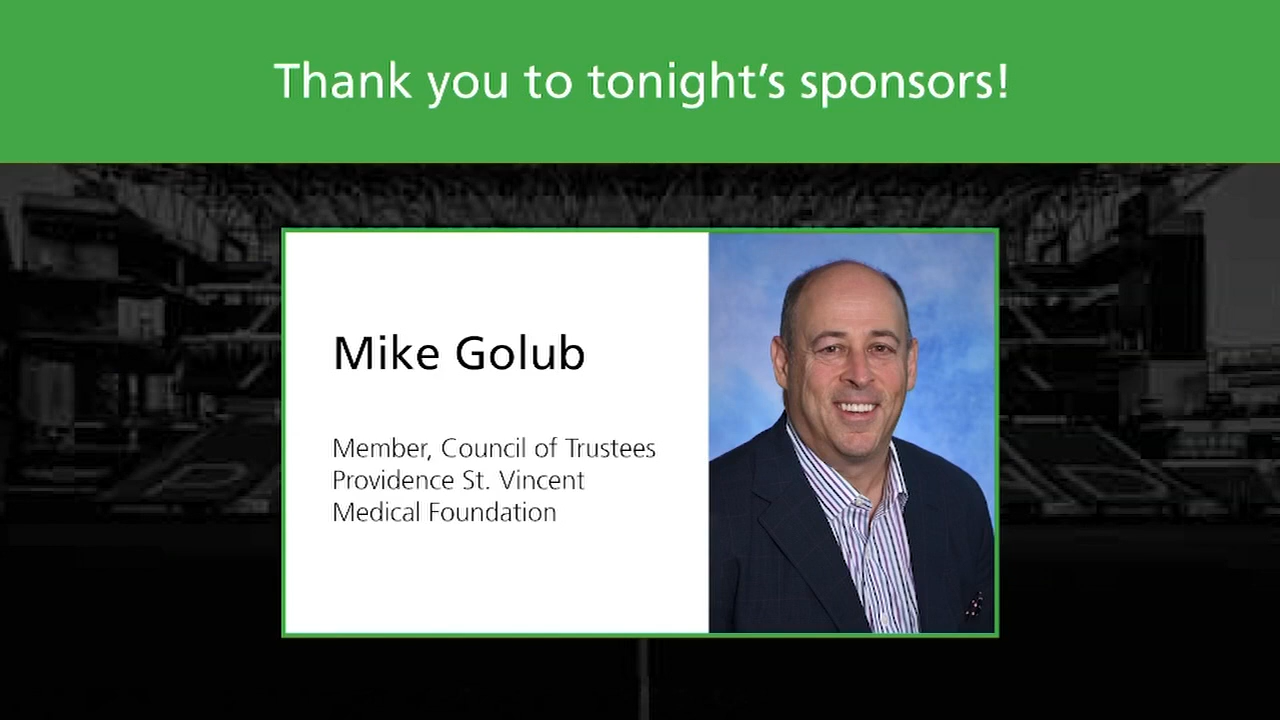 Thank you to tonight’s sponsors!
Mike Golub
Member, Council of Trustees
Providence St. Vincent
Medical Foundation